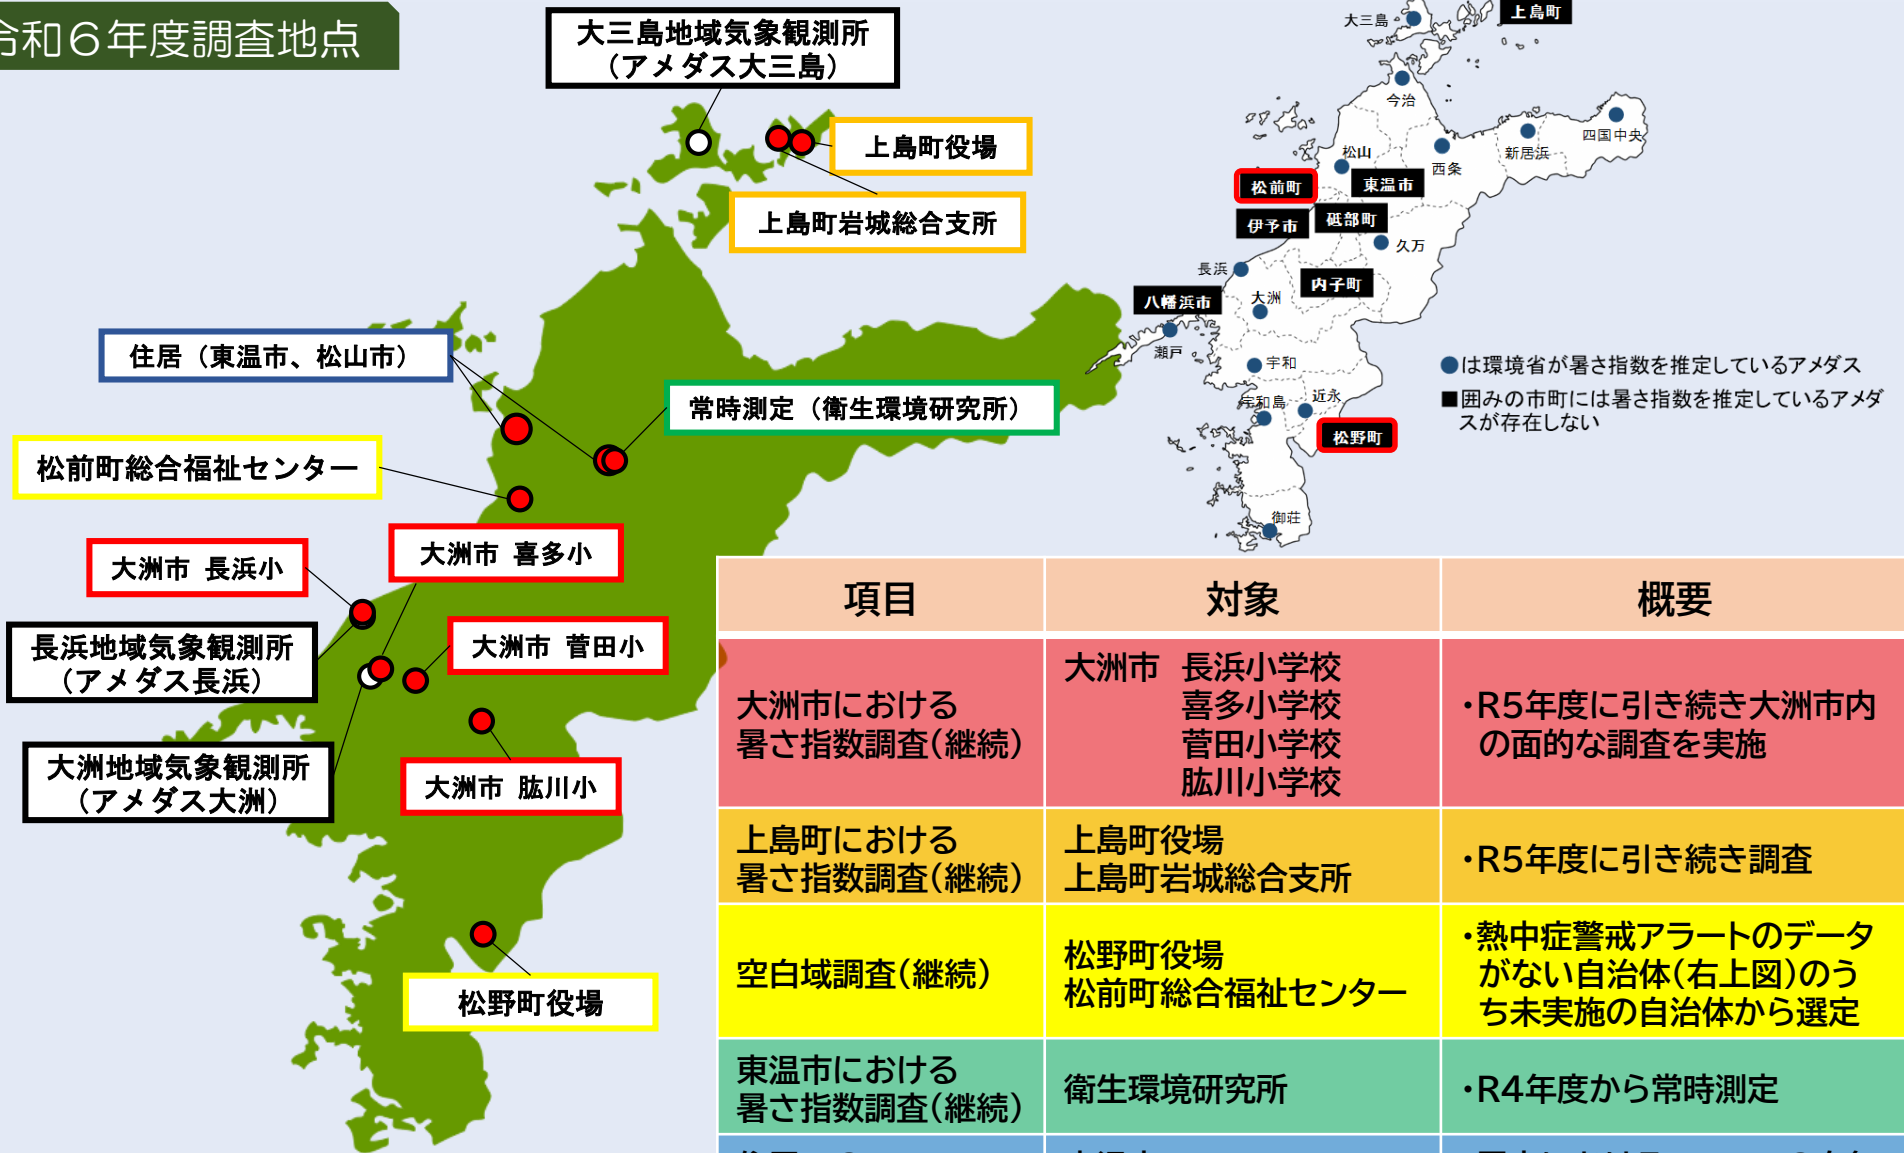 令和６年度調査地点
大三島地域気象観測所
（アメダス大三島）
上島町役場
上島町岩城総合支所
住居（東温市、松山市）
常時測定（衛生環境研究所）
松前町総合福祉センター
大洲市 喜多小
大洲市 長浜小
長浜地域気象観測所
（アメダス長浜）
大洲市 菅田小
大洲地域気象観測所
（アメダス大洲）
大洲市 肱川小
松野町役場
大三島
上島町
今治
四国中央
新居浜
西条
松山
松前町
東温市
伊予市
砥部町
久万
長浜
内子町
八幡浜市
大洲
瀬戸
宇和
宇和島
近永
松野町
御荘
●は環境省が暑さ指数を推定しているアメダス
■囲みの市町には暑さ指数を推定しているアメダ
スが存在しない
項目 対象 概要
大洲市における
暑さ指数調査(継続)
大洲市 長浜小学校
喜多小学校
菅田小学校
肱川小学校
・R5年度に引き続き大洲市内
の面的な調査を実施
上島町における
暑さ指数調査(継続)
上島町役場
上島町岩城総合支所
・R5年度に引き続き調査
空白域調査(継続)
松野町役場
松前町総合福祉センター
・熱中症警戒アラートのデータ
がない自治体(右上図)のう
ち未実施の自治体から選定
東温市における
暑さ指数調査(継続)
衛生環境研究所
・R4年度から常時測定